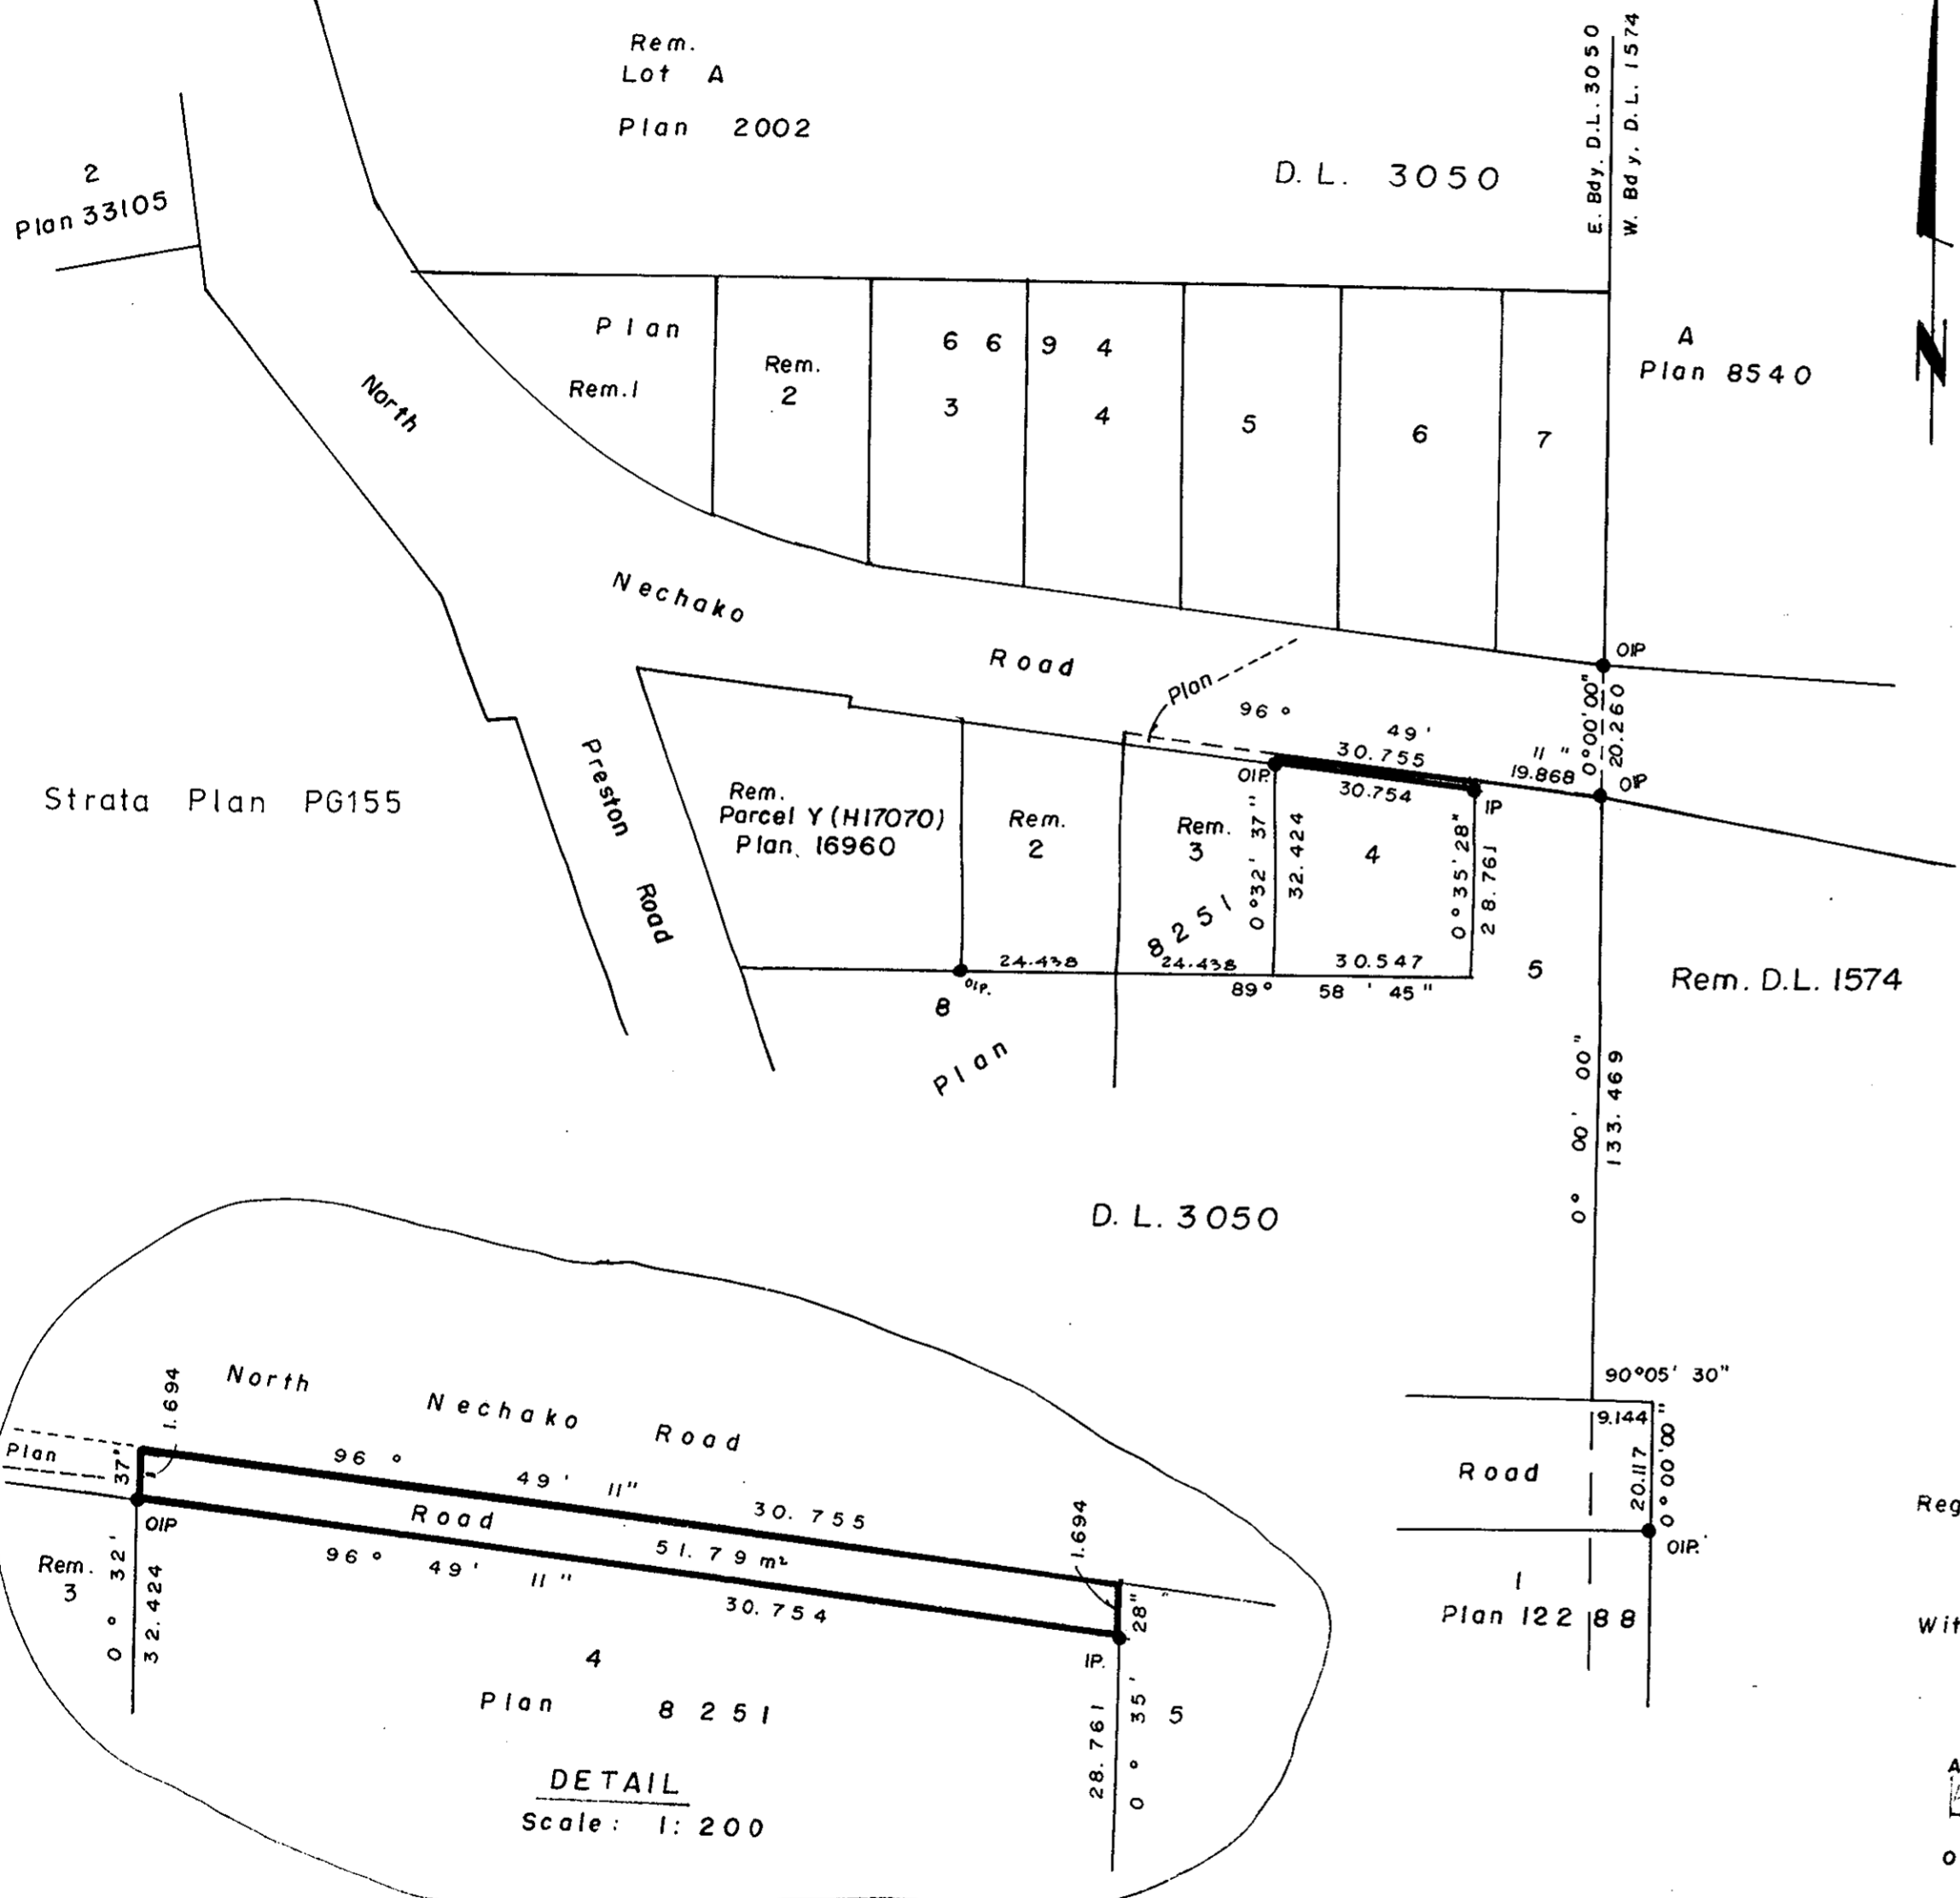 Rem.
Lot A
Plan 2002
D.L. 3050
E. Bdy. D.L. 3050
W. Bdy. D.L. 1574
2
Plan 33105
Plan 6694
Rem. 1
Rem.
2
3
4
5
6
7
A
Plan 8540
N
North
Nechako
Road
Plan
OIP
0°00'00"
20.260
96° 49' 11"
30.755
19.868
OIP
OIP.
30.754
IP
Strata Plan PG155
Preston
Road
Rem.
Parcel Y (H17070)
Plan. 16960
Rem.
2
Rem.
3
0°32'37"
32.424
4
0°35'28"
28.761
8251
24.438
24.438
30.547
89° 58' 45"
OIP.
8
Plan
5
Rem. D.L. 1574
0° 00' 00"
133.469
D.L. 3050
90°05'30"
9.144
Road
20.117
0°00'00"
OIP.
1
Plan 12288
North Nechako Road
1.694
Plan
37"
96° 49' 11" 30.755
OIP
Road
51.79 m²
96° 49' 11"
30.754
1.694
28"
IP.
Rem.
3
0° 32'
32.424
4
Plan 8251
28.761
0° 35'
5
DETAIL
Scale: 1:200
Reg
Wit
A
O